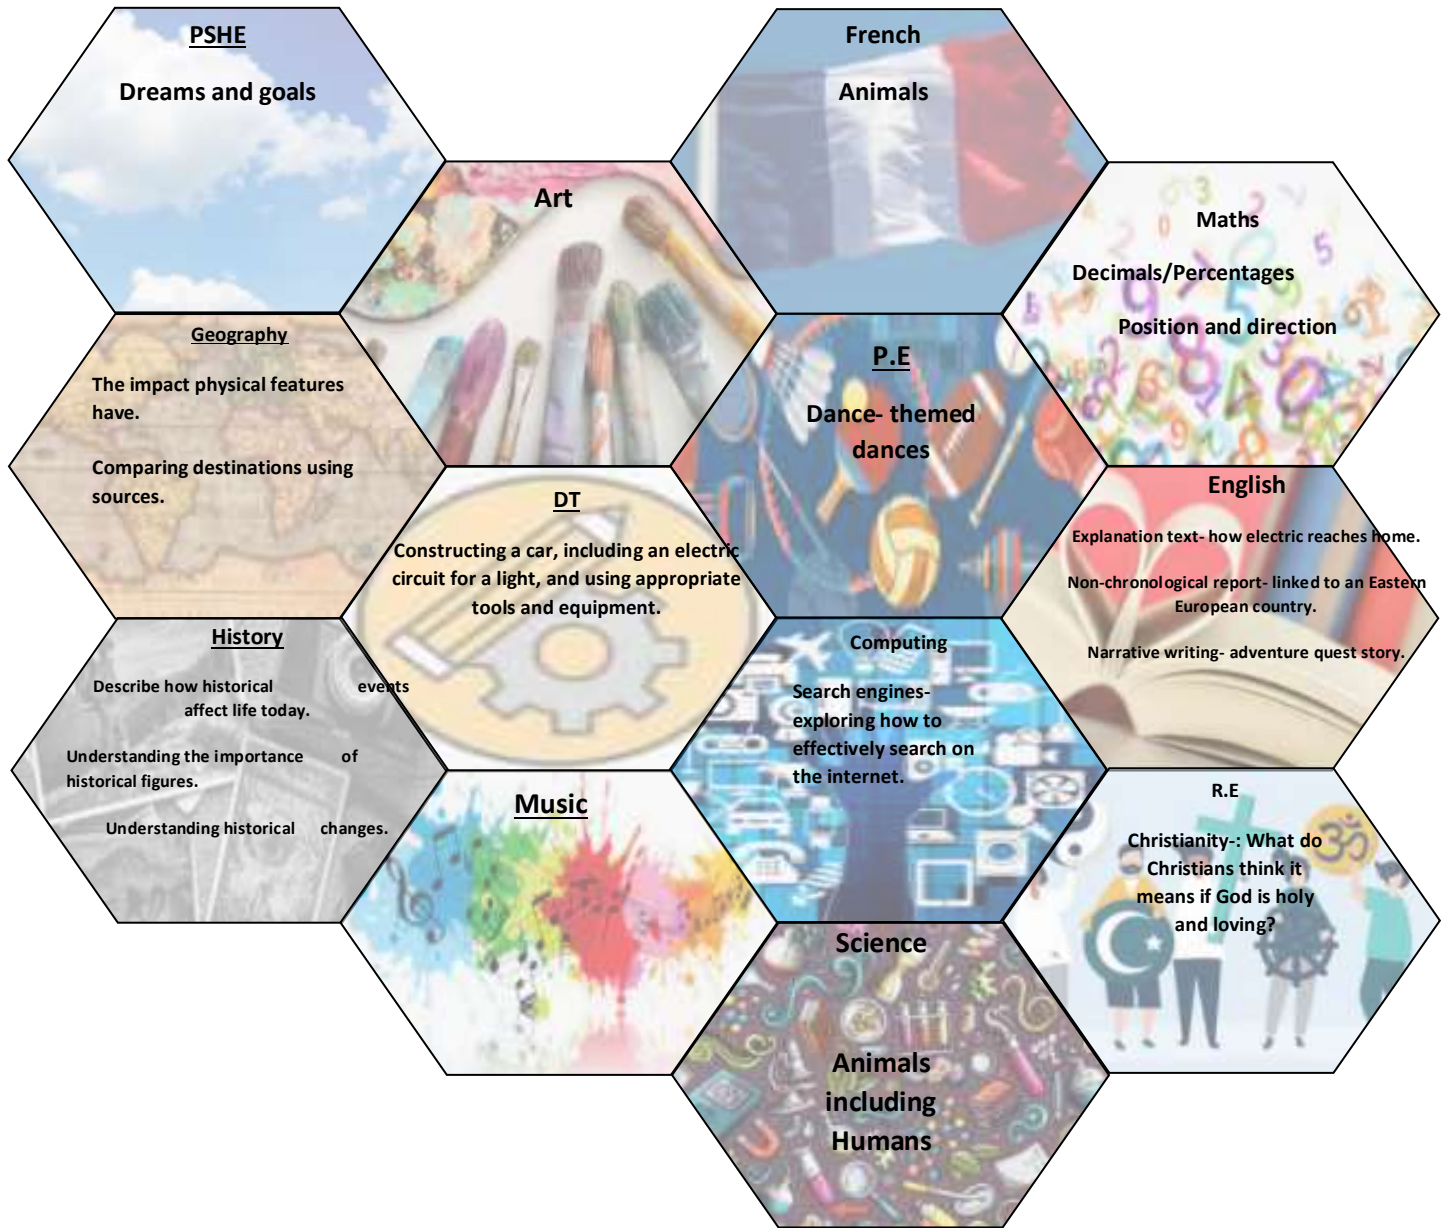 PSHE
Dreams and goals
French
Animals
Art
Maths
Decimals/Percentages
Position and direction
Geography
The impact physical features
have.
Comparing destinations using
sources.
P.E
Dance- themed
dances
DT
Constructing a car, including an electric
circuit for a light, and using appropriate
tools and equipment.
English
Explanation text- how electric reaches home.
Non-chronological report- linked to an Eastern
European country.
Narrative writing- adventure quest story.
History
Describe how historical events
affect life today.
Understanding the importance of
historical figures.
Understanding historical changes.
Computing
Search engines-
exploring how to
effectively search on
the internet.
Music
R.E
Christianity-: What do
Christians think it
means if God is holy
and loving?
Science
Animals
including
Humans